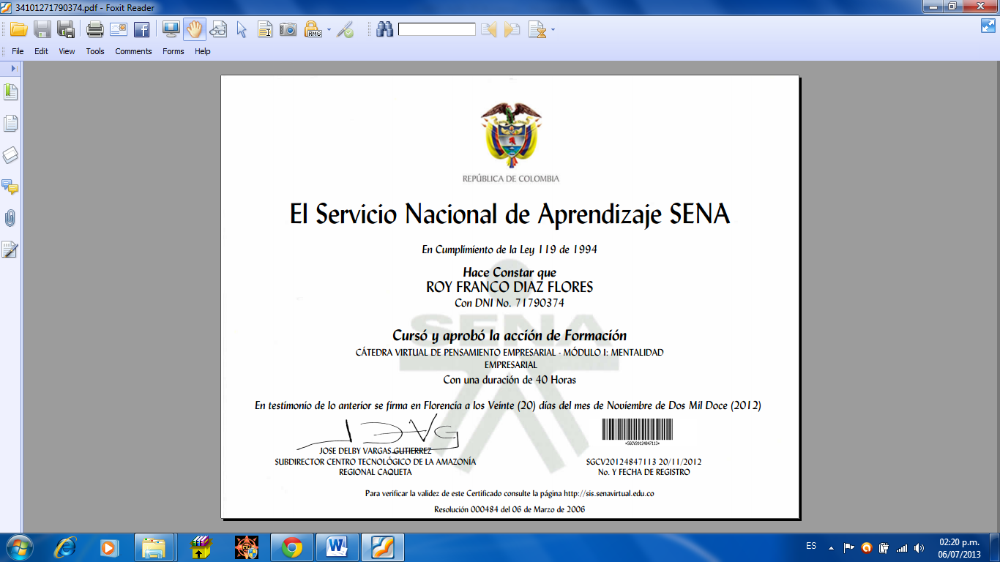 34101271790374.pdf - Foxit Reader
RMS
File Edit View Tools Comments Forms Help
REPÚBLICA DE COLOMBIA
El Servicio Nacional de Aprendizaje SENA
En Cumplimiento de la Ley 119 de 1994
Hace Constar que
ROY FRANCO DIAZ FLORES
Con DNI No. 71790374
SENA
Cursó y aprobó la acción de Formación
CÁTEDRA VIRTUAL DE PENSAMIENTO EMPRESARIAL - MÓDULO I: MENTALIDAD
EMPRESARIAL
Con una duración de 40 Horas
En testimonio de lo anterior se firma en Florencia a los Veinte (20) días del mes de Noviembre de Dos Mil Doce (2012)
*SGCV20124847113*
JOSE DELBY VARGAS GUTIERREZ
SUBDIRECTOR CENTRO TECNOLÓGICO DE LA AMAZONÍA
REGIONAL CAQUETA
SGCV20124847113 20/11/2012
No. Y FECHA DE REGISTRO
Para verificar la validez de este Certificado consulte la página http://sis.senavirtual.edu.co
Resolución 000484 del 06 de Marzo de 2006
ES
02:20 p.m.
06/07/2013